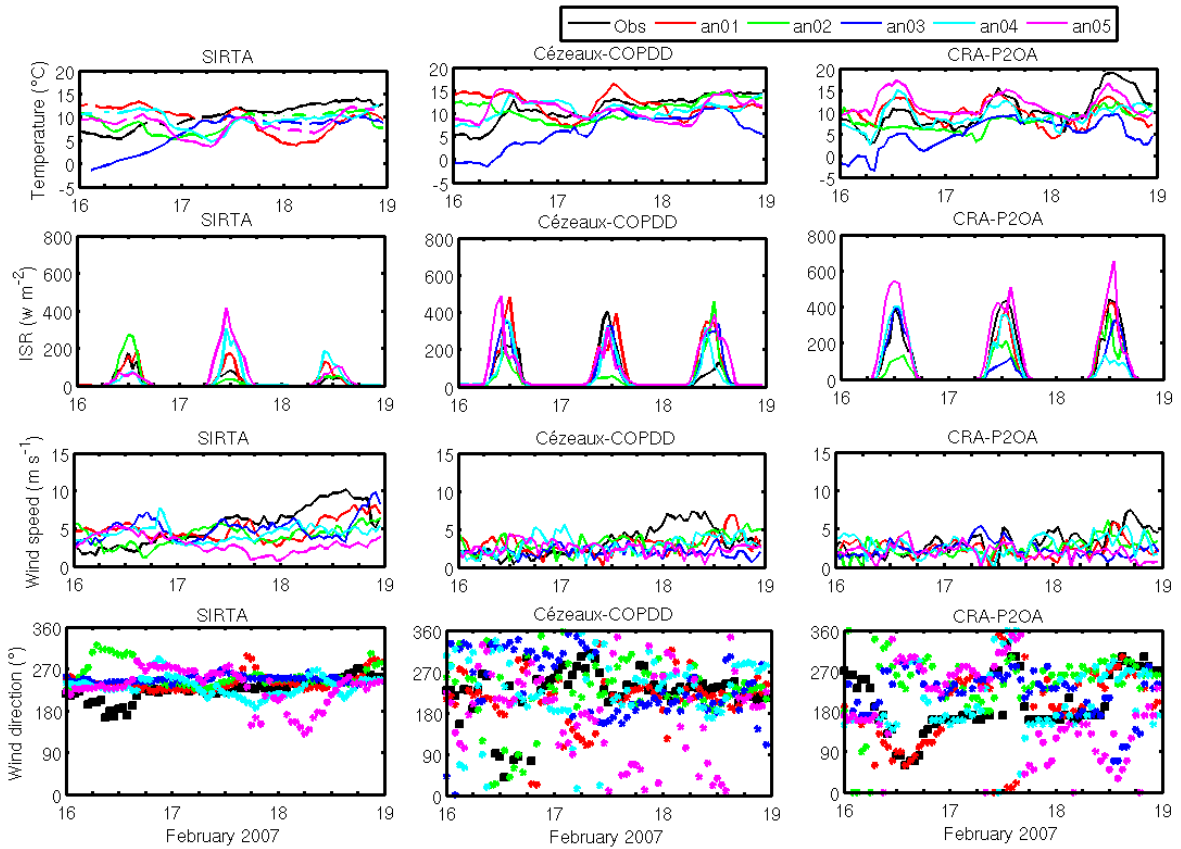 Obs an01 an02 an03 an04 an05
SIRTA Cézeaux-COPDD CRA-P2OA
Temperature (°C)
20 15 10 5 0 -5
16 17 18 19
20 15 10 5 0 -5
16 17 18 19
20 15 10 5 0 -5
16 17 18 19
SIRTA Cézeaux-COPDD CRA-P2OA
ISR (w m-2)
800 600 400 200 0
16 17 18 19
800 600 400 200 0
16 17 18 19
800 600 400 200 0
16 17 18 19
SIRTA Cézeaux-COPDD CRA-P2OA
Wind speed (m s-1)
15 10 5 0
16 17 18 19
15 10 5 0
16 17 18 19
15 10 5 0
16 17 18 19
SIRTA Cézeaux-COPDD CRA-P2OA
Wind direction (°)
360 270 180 90 0
16 17 18 19
360 270 180 90 0
16 17 18 19
360 270 180 90 0
16 17 18 19
February 2007 February 2007 February 2007